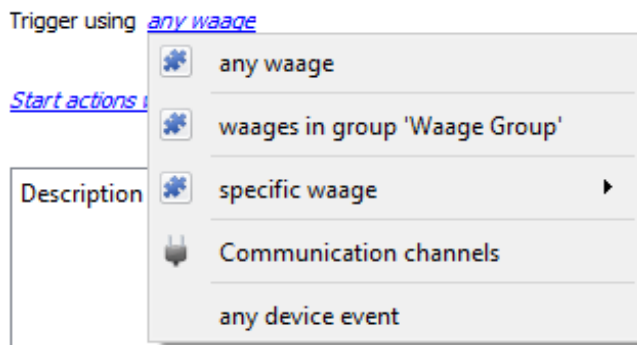 Trigger using any waage
any waage
Start actions
waages in group 'Waage Group'
Description
specific waage
Communication channels
any device event